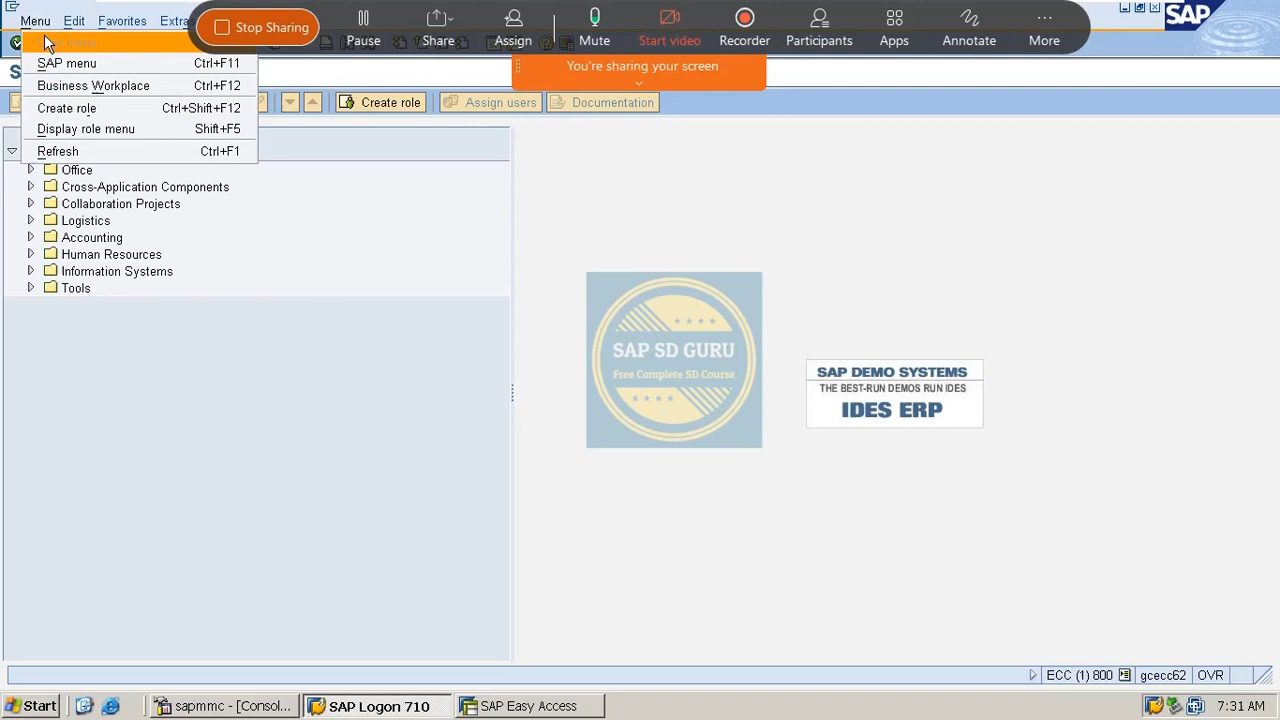 Menu Edit Favorites Extras
Stop Sharing
Pause
Share
Assign
Mute
Start video
Recorder
Participants
Apps
Annotate
More
SAP
You're sharing your screen
SAP menu Ctrl+F11
Business Workplace Ctrl+F12
Create role Ctrl+Shift+F12
Display role menu Shift+F5
Refresh Ctrl+F1
Create role Assign users Documentation
Office
Cross-Application Components
Collaboration Projects
Logistics
Accounting
Human Resources
Information Systems
Tools
SAP SD GURU
Free Complete SD Course
SAP DEMO SYSTEMS
THE BEST-RUN DEMOS RUN IDES
IDES ERP
ECC (1) 800 gcecc62 OVR
Start sapmmc - [Consol... SAP Logon 710 SAP Easy Access 7:31 AM